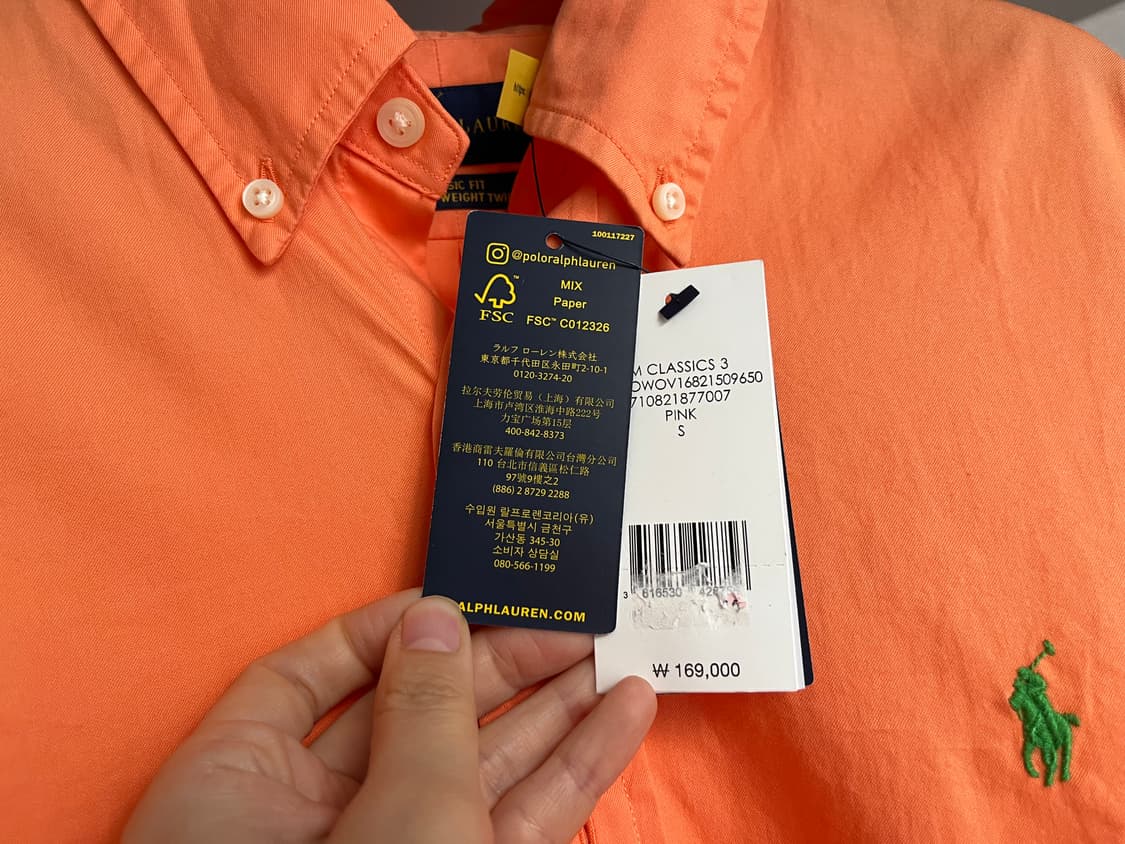 LAUR
SIC FIT
WEIGHT TWI
100117227
@poloralphlauren
MIX
Paper
FSC™ C012326
FSC
ラルフ ローレン株式会社
東京都千代田区永田町2-10-1
0120-3274-20
拉尔夫劳伦贸易（上海）有限公司
上海市卢湾区淮海中路222号
力宝广场第15层
400-842-8373
香港商雷夫羅倫有限公司台灣分公司
110 台北市信義區松仁路
97號9樓之2
(886) 2 8729 2288
수입원 랄프로렌코리아(유)
서울특별시 금천구
가산동 345-30
소비자 상담실
080-566-1199
ALPHLAUREN.COM
M CLASSICS 3
OWOV16821509650
710821877007
PINK
S
3 616530
₩ 169,000